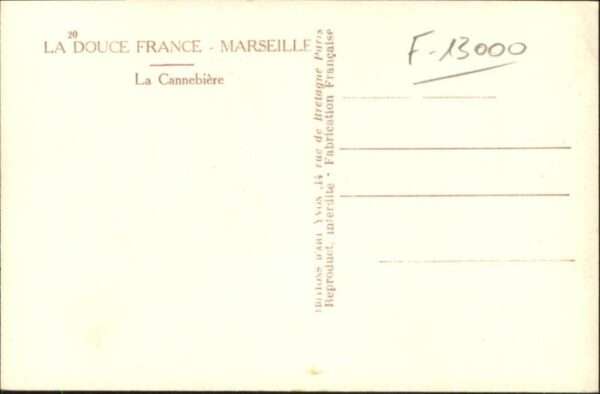 20
LA DOUCE FRANCE - MARSEILLE
La Cannebière
F-13000
EDITIONS D'ART YVON , 15 rue de Bretagne Paris
Reproduct. interdite - Fabrication Française